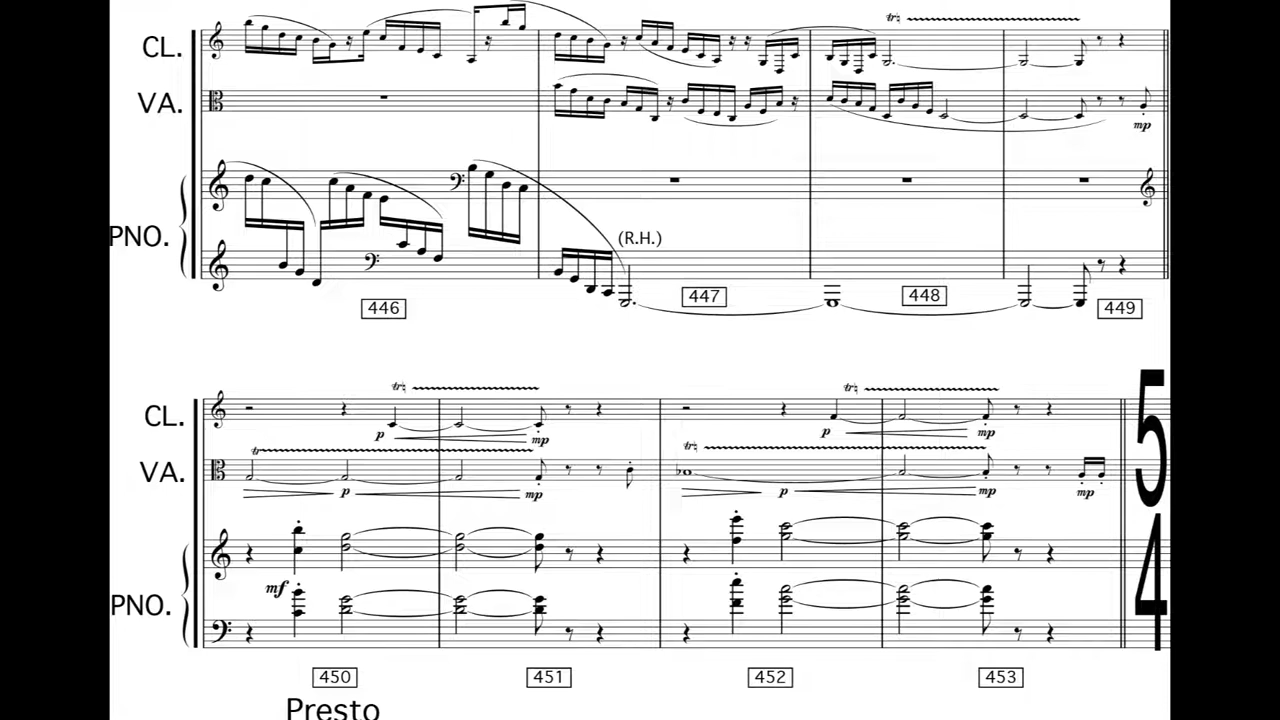 CL.
tr
VA.
mp
PNO.
(R.H.)
446
447
448
449
CL.
tr
tr
p
mp
p
mp
VA.
tr
tr
p
mp
p
mp
mp
5
4
PNO.
mf
450
451
452
453
Presto